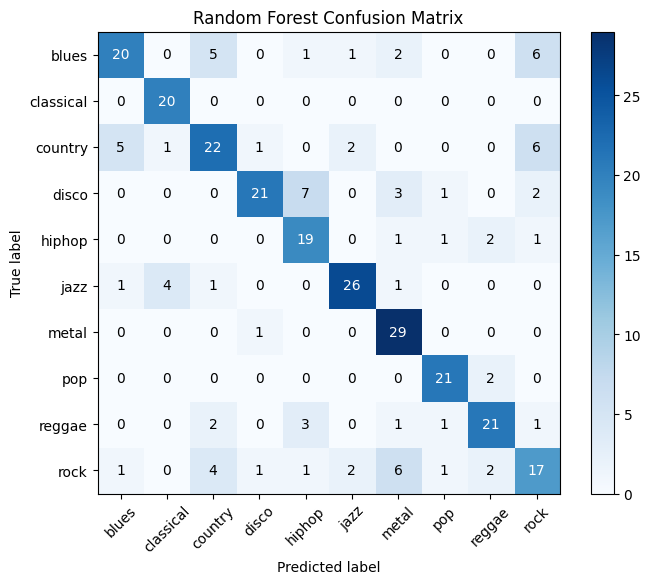 Random Forest Confusion Matrix
blues 20 0 5 0 1 1 2 0 0 6
classical 0 20 0 0 0 0 0 0 0 0
country 5 1 22 1 0 2 0 0 0 6
disco 0 0 0 21 7 0 3 1 0 2
hiphop 0 0 0 0 19 0 1 1 2 1
jazz 1 4 1 0 0 26 1 0 0 0
metal 0 0 0 1 0 0 29 0 0 0
pop 0 0 0 0 0 0 0 21 2 0
reggae 0 0 2 0 3 0 1 1 21 1
rock 1 0 4 1 1 2 6 1 2 17
blues classical country disco hiphop jazz metal pop reggae rock
Predicted label
True label
25
20
15
10
5
0